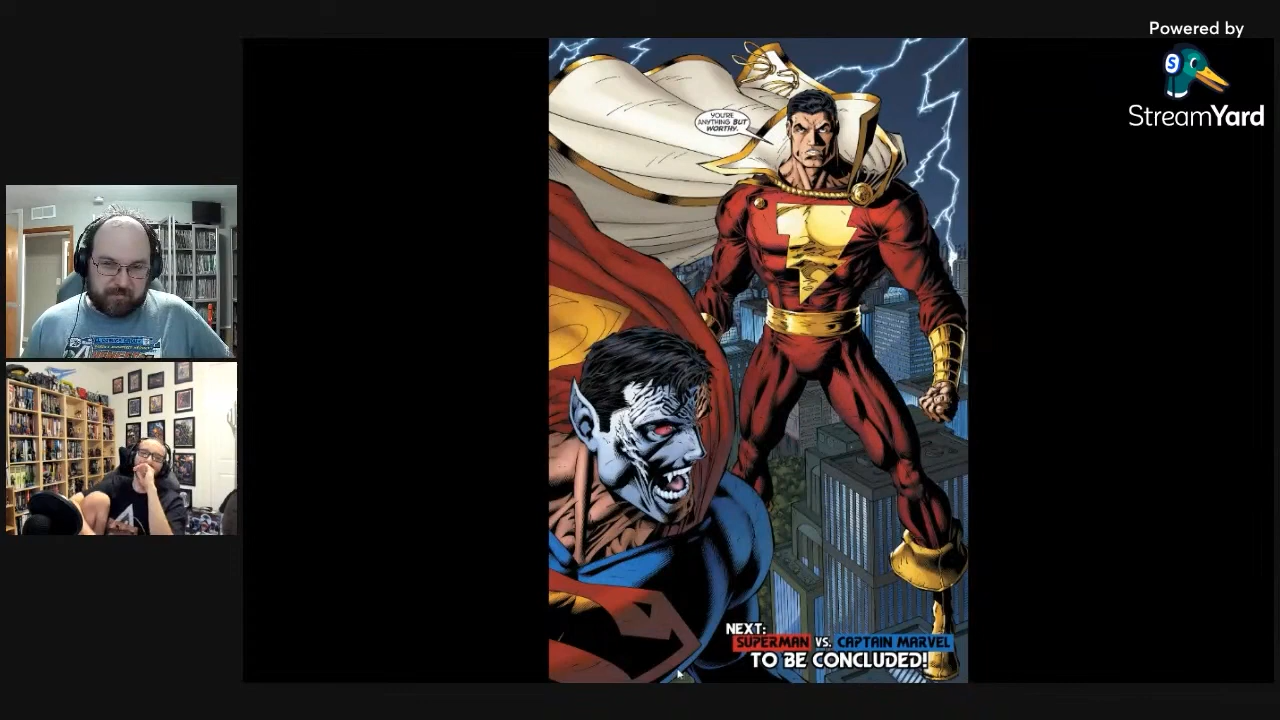 Powered by
S
StreamYard
YOU'RE
ANYTHING BUT
WORTHY.
NEXT:
SUPERMAN VS. CAPTAIN MARVEL
TO BE CONCLUDED!